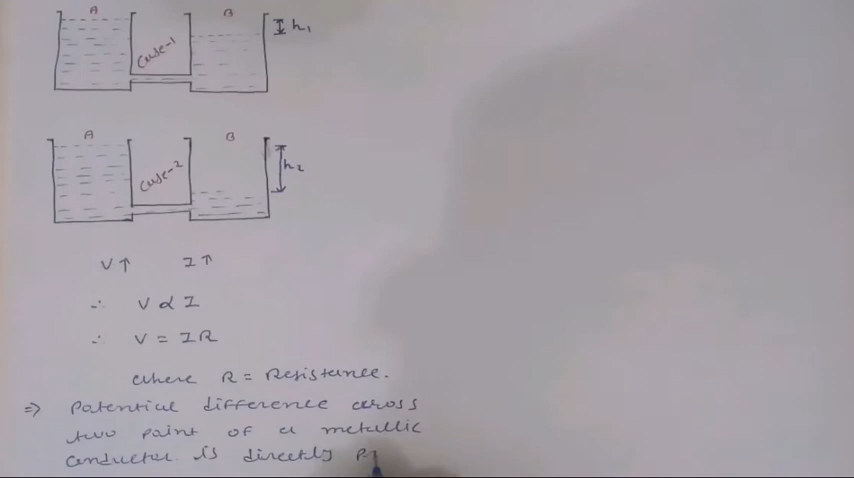 A B
h1
Case-1
A B
h2
Case-2
V↑ I↑
∴ V ∝ I
∴ V = IR
where R = Resistance.
⇒ Potential difference across
two point of a metallic
conductor is directly